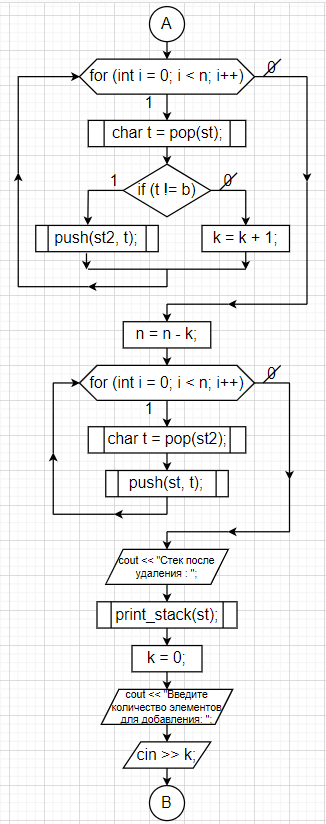 A
for (int i = 0; i < n; i++)
0
1
char t = pop(st);
1
if (t != b)
0
push(st2, t);
k = k + 1;
n = n - k;
for (int i = 0; i < n; i++)
0
1
char t = pop(st2);
push(st, t);
cout << "Стек после
удаления : ";
print_stack(st);
k = 0;
cout << "Введите
количество элементов
для добавления: ";
cin >> k;
B